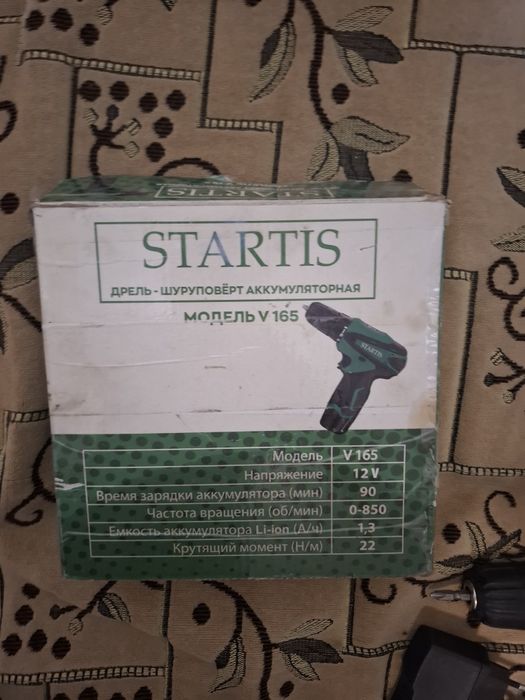 STARTIS
STARTIS
ДРЕЛЬ - ШУРУПОВЁРТ АККУМУЛЯТОРНАЯ
МОДЕЛЬ V 165
STARTIS
Модель V 165
Напряжение 12 V
Время зарядки аккумулятора (мин) 90
Частота вращения (об/мин) 0-850
Емкость аккумулятора Li-ion (А/ч) 1,3
Крутящий момент (Н/м) 22